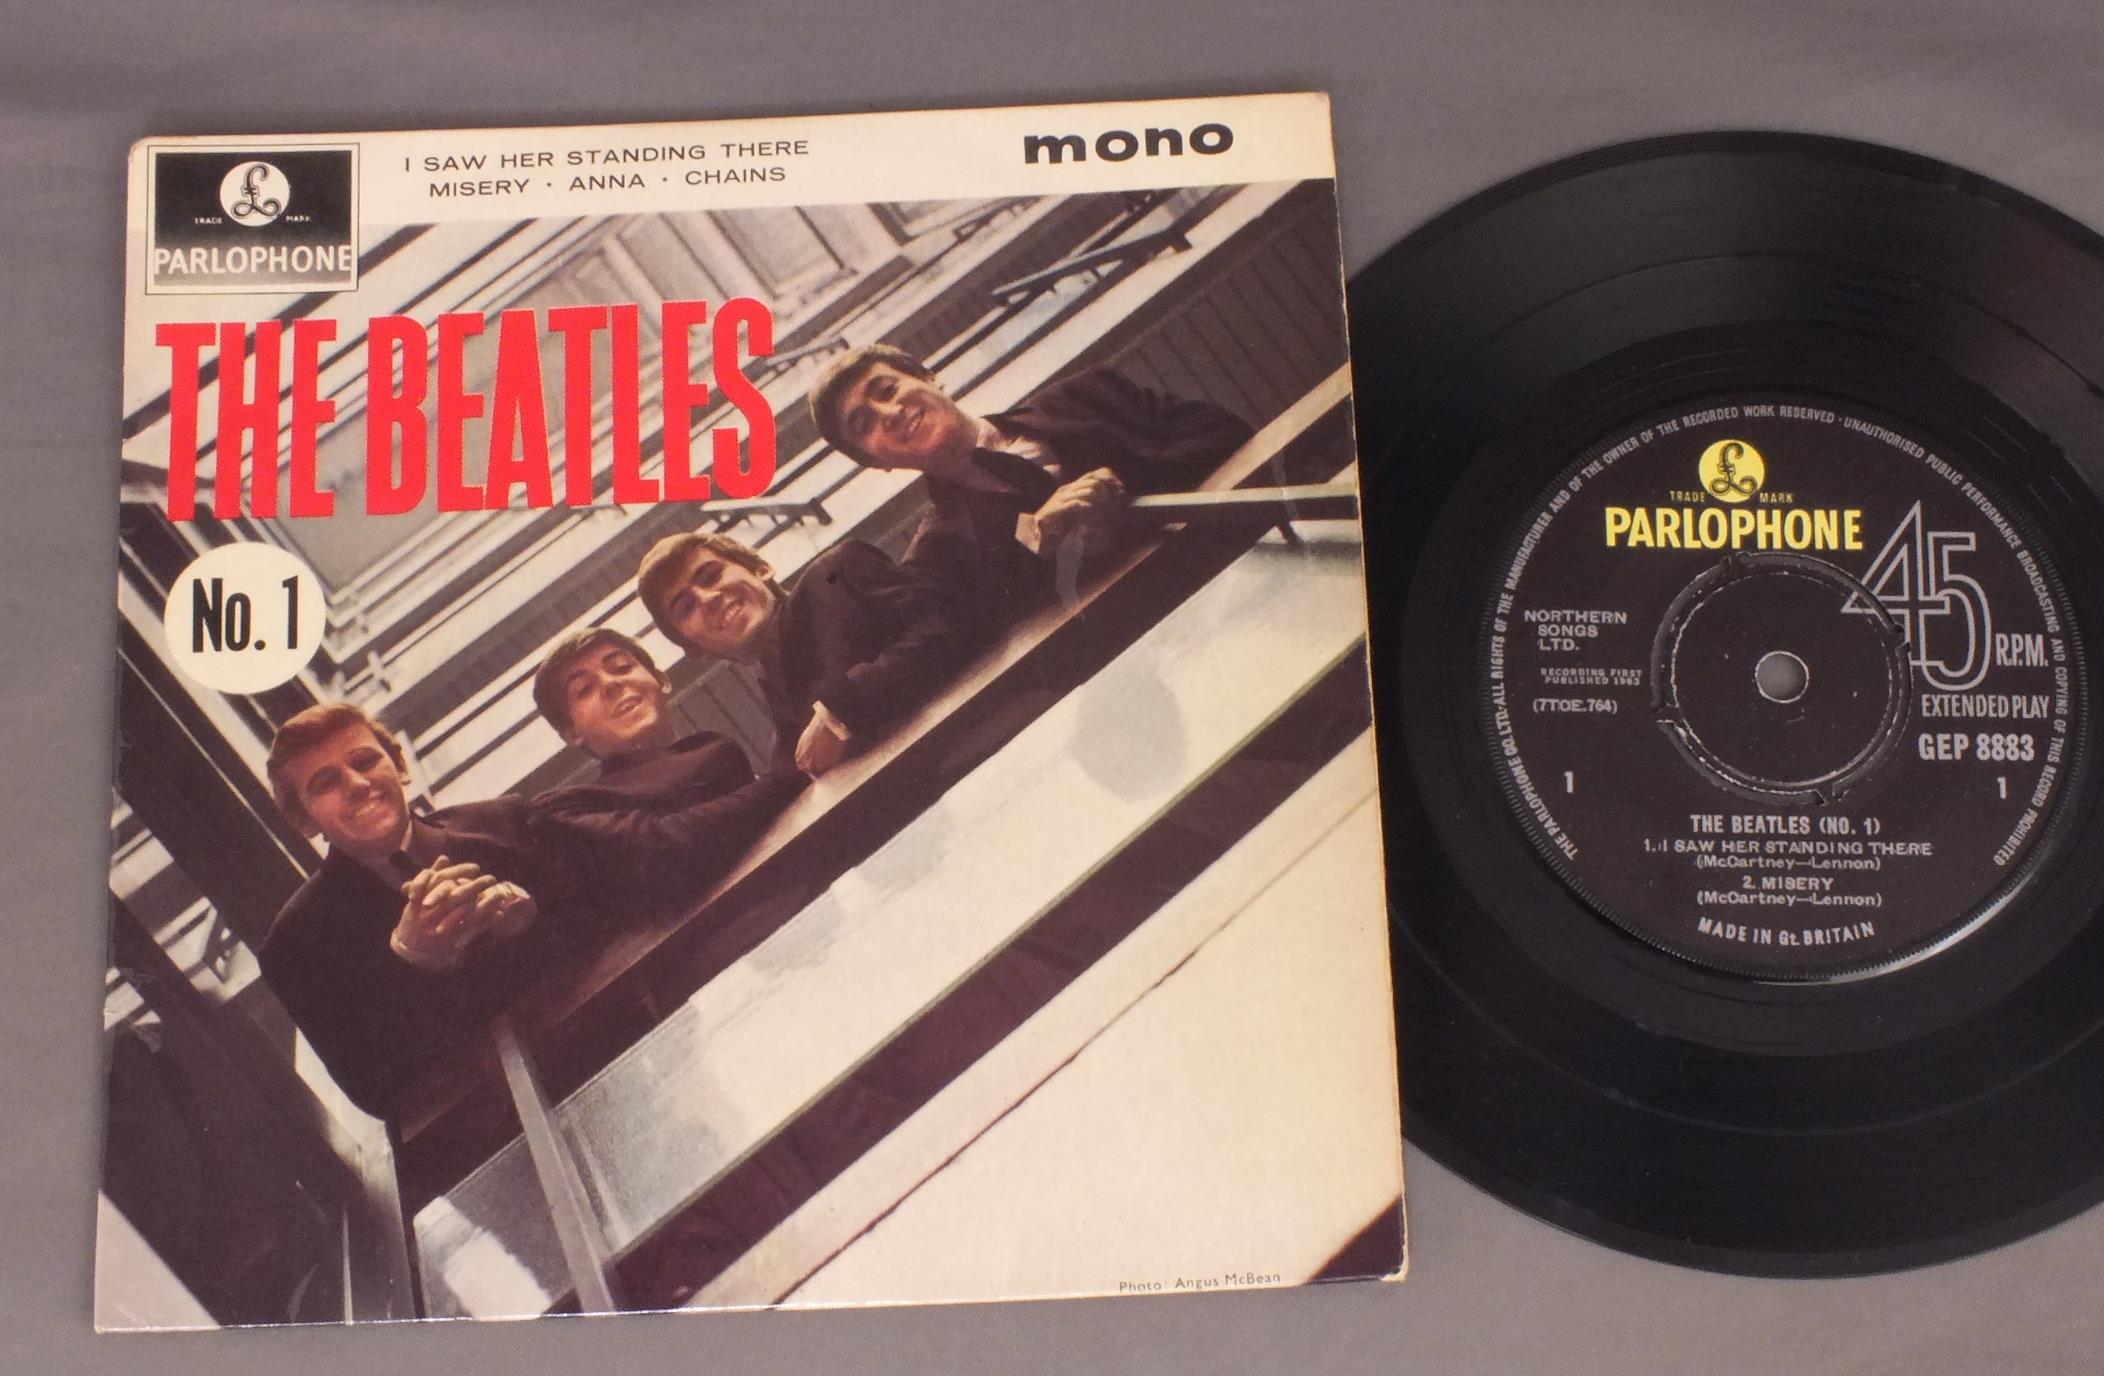 I SAW HER STANDING THERE
MISERY · ANNA · CHAINS
mono
£
TRADE MARK
PARLOPHONE
THE BEATLES
No. 1
Photo: Angus McBean
THE PARLOPHONE CO. LTD. · ALL RIGHTS OF THE MANUFACTURER AND OF THE OWNER OF THE RECORDED WORK RESERVED · UNAUTHORISED PUBLIC PERFORMANCE BROADCASTING AND COPYING OF THIS RECORD PROHIBITED
£
TRADE MARK
PARLOPHONE
45
R.P.M.
NORTHERN
SONGS
LTD.
RECORDING FIRST
PUBLISHED 1963
(7TCE.764)
EXTENDED PLAY
GEP 8883
1
1
THE BEATLES (NO. 1)
1. I SAW HER STANDING THERE
(McCartney—Lennon)
2. MISERY
(McCartney—Lennon)
MADE IN Gt. BRITAIN